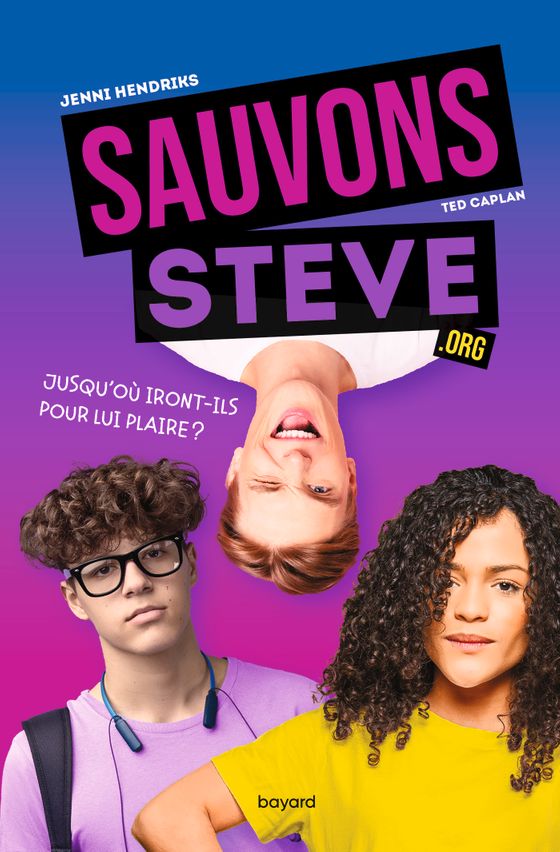 JENNI HENDRIKS
SAUVONS
TED CAPLAN
STEVE
.ORG
JUSQU'OÙ IRONT-ILS
POUR LUI PLAIRE ?
bayard